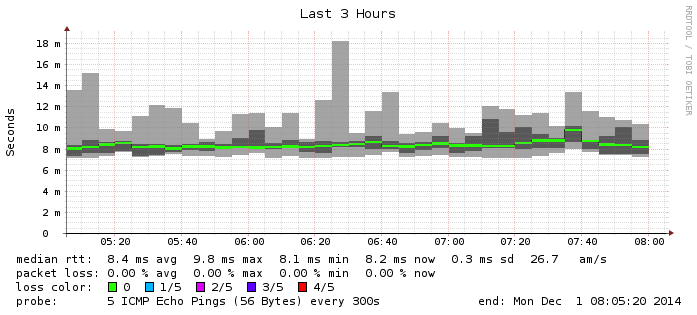 Last 3 Hours
RRDTOOL / TOBI OETIKER
Seconds
18 m
16 m
14 m
12 m
10 m
8 m
6 m
4 m
2 m
0
05:20 05:40 06:00 06:20 06:40 07:00 07:20 07:40 08:00
median rtt: 8.4 ms avg 9.8 ms max 8.1 ms min 8.2 ms now 0.3 ms sd 26.7 am/s
packet loss: 0.00 % avg 0.00 % max 0.00 % min 0.00 % now
loss color: 0 1/5 2/5 3/5 4/5
probe: 5 ICMP Echo Pings (56 Bytes) every 300s end: Mon Dec 1 08:05:20 2014